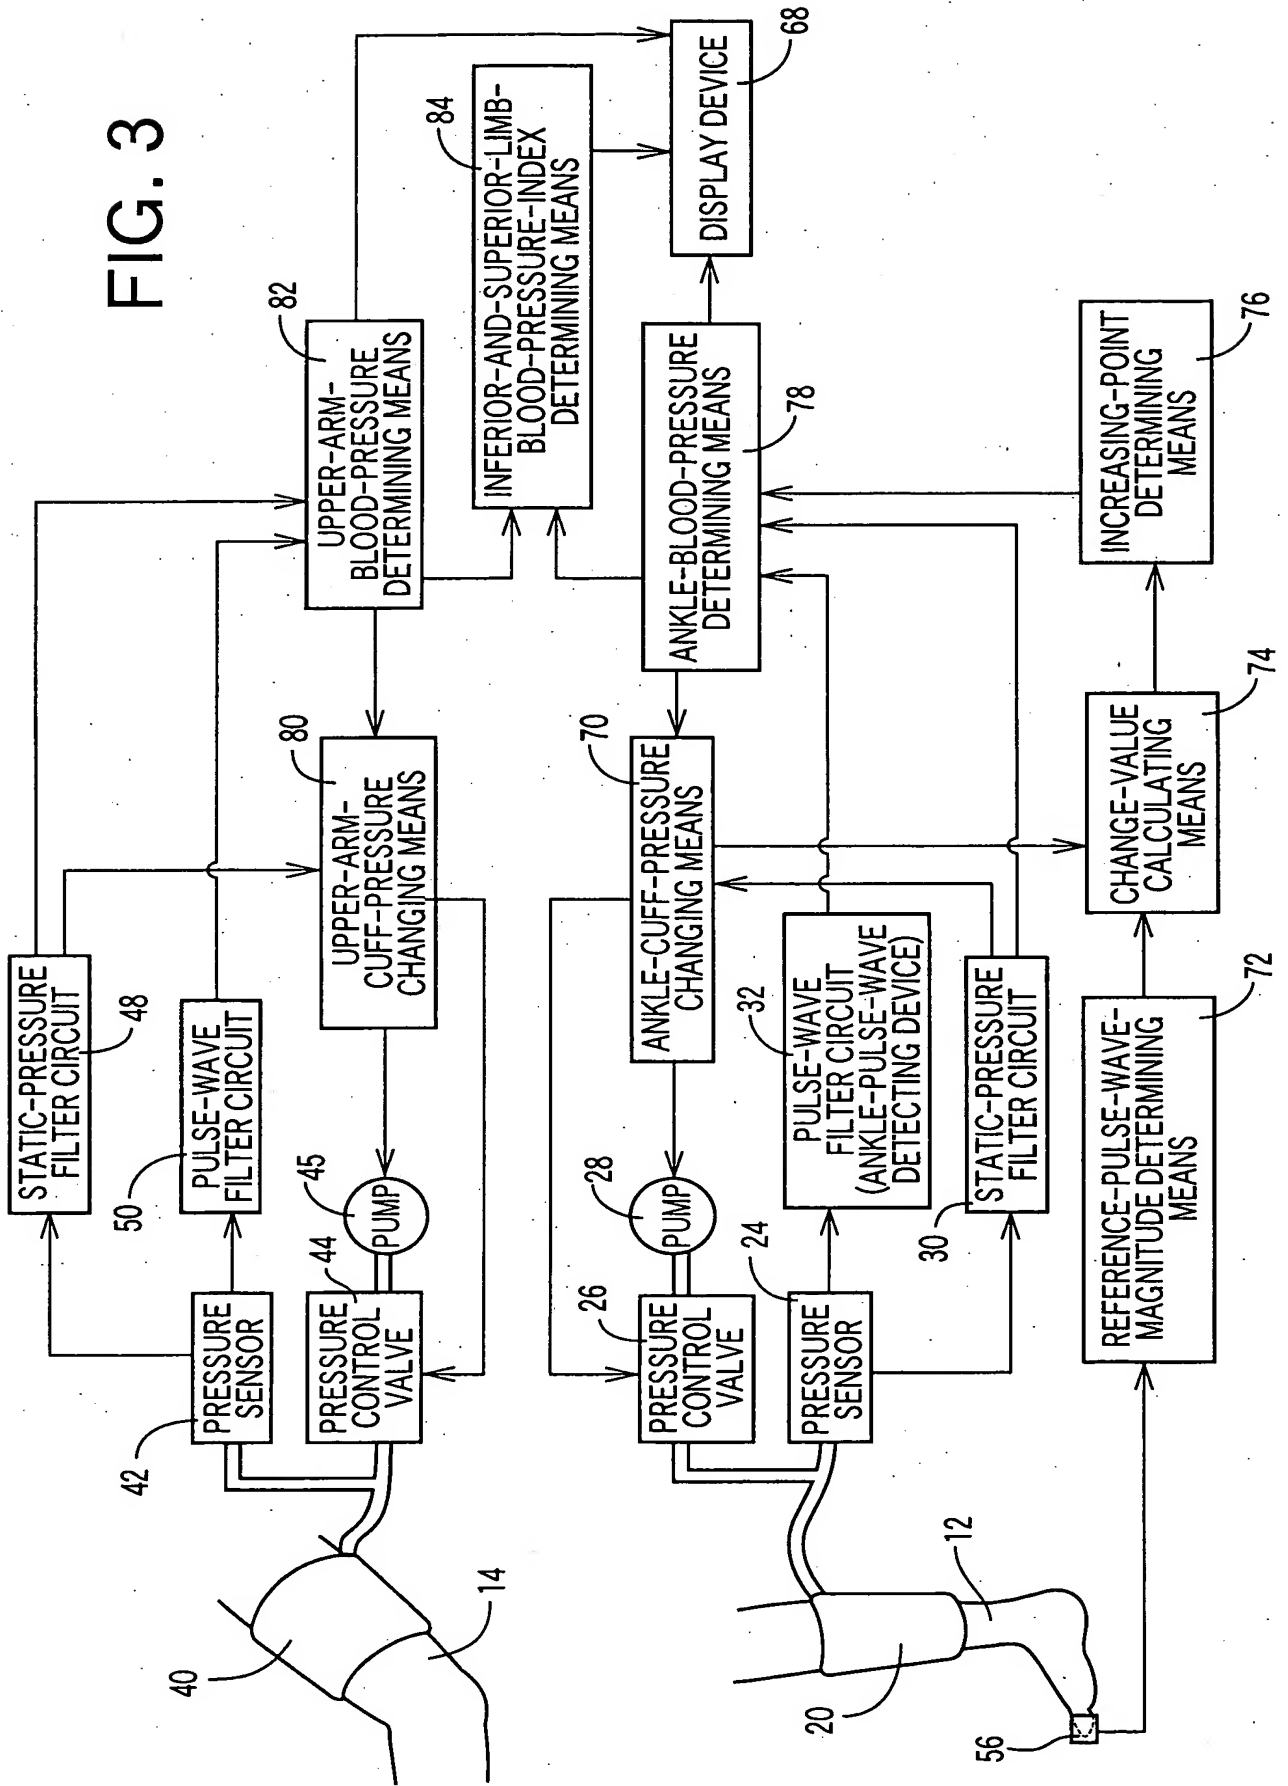 FIG. 3
STATIC-PRESSURE
FILTER CIRCUIT
48
PULSE-WAVE
FILTER CIRCUIT
50
PRESSURE
SENSOR
42
PRESSURE
CONTROL
VALVE
44
PUMP
45
UPPER-ARM-
CUFF-PRESSURE
CHANGING MEANS
80
UPPER-ARM-
BLOOD-PRESSURE
DETERMINING MEANS
82
INFERIOR-AND-SUPERIOR-LIMB-
BLOOD-PRESSURE-INDEX
DETERMINING MEANS
84
DISPLAY DEVICE
68
40
14
PRESSURE
CONTROL
VALVE
26
PUMP
28
ANKLE-CUFF-PRESSURE
CHANGING MEANS
70
ANKLE-BLOOD-PRESSURE
DETERMINING MEANS
78
PRESSURE
SENSOR
24
PULSE-WAVE
FILTER CIRCUIT
(ANKLE-PULSE-WAVE
DETECTING DEVICE)
32
STATIC-PRESSURE
FILTER CIRCUIT
30
20
12
56
REFERENCE-PULSE-WAVE-
MAGNITUDE DETERMINING
MEANS
72
CHANGE-VALUE
CALCULATING
MEANS
74
INCREASING-POINT
DETERMINING
MEANS
76